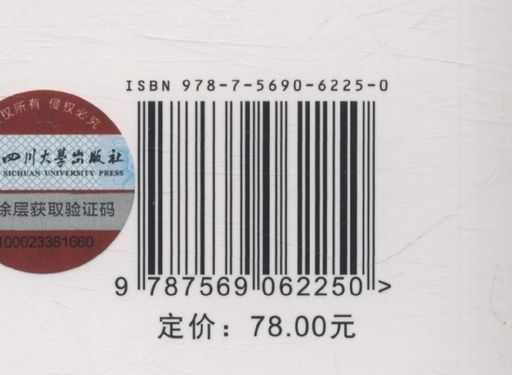 ISBN 978-7-5690-6225-0
权所有 侵权必究
四川大学出版社
SICHUAN UNIVERSITY PRESS
涂层获取验证码
100023381660
9 787569 062250 >
定价：78.00元